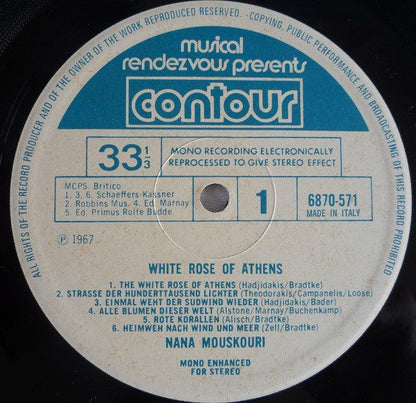 ALL RIGHTS OF THE RECORD PRODUCER AND OF THE OWNER OF THE WORK REPRODUCED RESERVED. COPYING, PUBLIC PERFORMANCE AND BROADCASTING OF THIS RECORD PROHIBITED
musical
rendezvous presents
contour
33 1/3
MONO RECORDING ELECTRONICALLY
REPROCESSED TO GIVE STEREO EFFECT
MCPS. Britico
1, 3, 6. Schaeffers-Kassner
2. Robbins Mus. 4. Ed. Marnay
5. Ed. Primus Rolfe Budde
1
6870-571
MADE IN ITALY
Ⓟ 1967
WHITE ROSE OF ATHENS
1. THE WHITE ROSE OF ATHENS (Hadjidakis/Bradtke)
2. STRASSE DER HUNDERTTAUSEND LICHTER (Theodorakis/Campanelis/Loose)
3. EINMAL WEHT DER SUDWIND WIEDER (Hadjidakis/Bader)
4. ALLE BLUMEN DIESER WELT (Alstone/Marnay/Buchenkamp)
5. ROTE KORALLEN (Alisch/Bradtke)
6. HEIMWEH NACH WIND UND MEER (Zell/Bradtke)
NANA MOUSKOURI
MONO ENHANCED
FOR STEREO